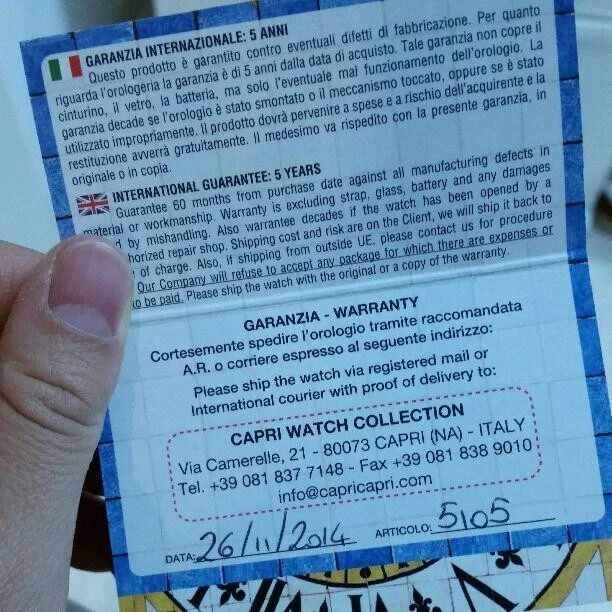 GARANZIA INTERNAZIONALE: 5 ANNI
Questo prodotto è garantito contro eventuali difetti di fabbricazione. Per quanto
riguarda l'orologeria la garanzia è di 5 anni dalla data di acquisto. Tale garanzia non copre il
cinturino, il vetro, la batteria, ma solo l'eventuale mal funzionamento dell'orologio. La
garanzia decade se l'orologio è stato smontato o il meccanismo toccato, oppure se è stato
utilizzato impropriamente. Il prodotto dovrà pervenire a spese e a rischio dell'acquirente e la
restituzione avverrà gratuitamente. Il medesimo va rispedito con la presente garanzia, in
originale o in copia.
INTERNATIONAL GUARANTEE: 5 YEARS
Guarantee 60 months from purchase date against all manufacturing defects in
material or workmanship. Warranty is excluding strap, glass, battery and any damages
by mishandling. Also warrantee decades if the watch has been opened by a
horized repair shop. Shipping cost and risk are on the Client, we will ship it back to
e of charge. Also, if shipping from outside UE, please contact us for procedure
Our Company will refuse to accept any package for which there are expenses or
to be paid. Please ship the watch with the original or a copy of the warranty.
GARANZIA - WARRANTY
Cortesemente spedire l'orologio tramite raccomandata
A.R. o corriere espresso al seguente indirizzo:
Please ship the watch via registered mail or
International courier with proof of delivery to:
CAPRI WATCH COLLECTION
Via Camerelle, 21 - 80073 CAPRI (NA) - ITALY
Tel. +39 081 837 7148 - Fax +39 081 838 9010
info@capricapri.com
DATA: 26/11/2014 ARTICOLO: 5105